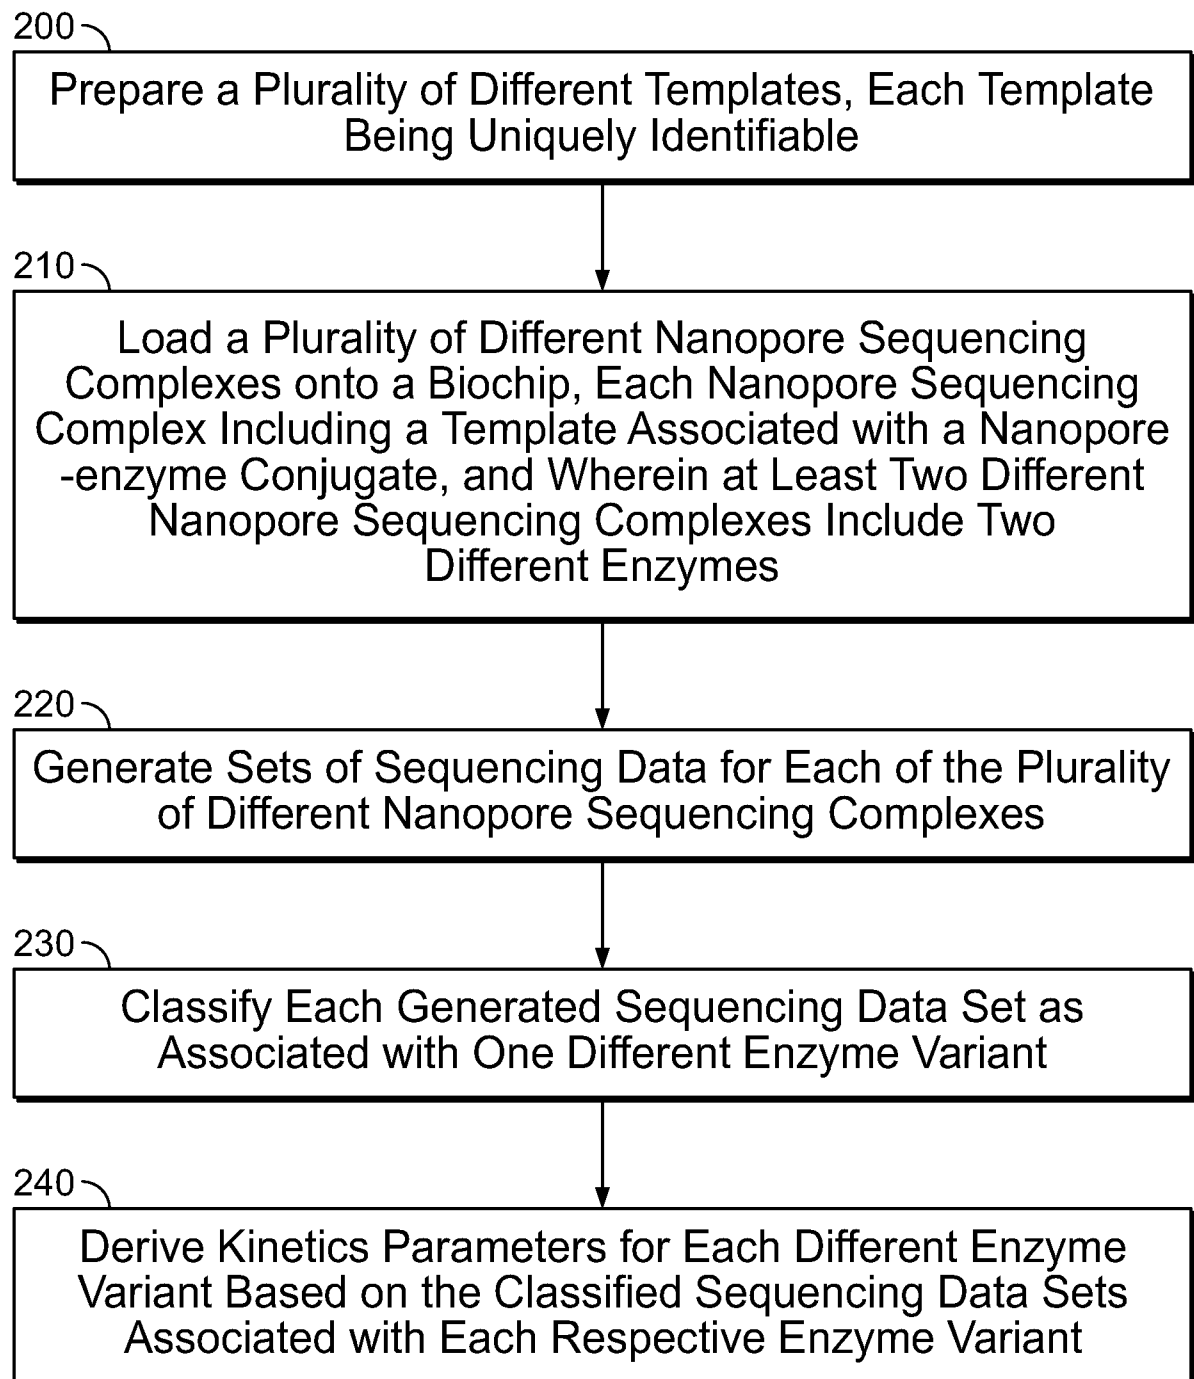 200
Prepare a Plurality of Different Templates, Each Template
Being Uniquely Identifiable
210
Load a Plurality of Different Nanopore Sequencing
Complexes onto a Biochip, Each Nanopore Sequencing
Complex Including a Template Associated with a Nanopore
-enzyme Conjugate, and Wherein at Least Two Different
Nanopore Sequencing Complexes Include Two
Different Enzymes
220
Generate Sets of Sequencing Data for Each of the Plurality
of Different Nanopore Sequencing Complexes
230
Classify Each Generated Sequencing Data Set as
Associated with One Different Enzyme Variant
240
Derive Kinetics Parameters for Each Different Enzyme
Variant Based on the Classified Sequencing Data Sets
Associated with Each Respective Enzyme Variant